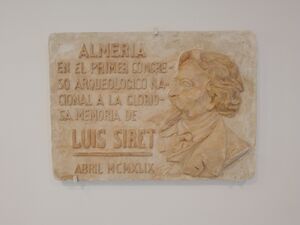 ALMERIA
EN EL PRIMER CONGRE-
SO ARQUEOLOGICO NA-
CIONAL A LA GLORIO-
SA MEMORIA DE
LUIS SIRET
ABRIL MCMXLIX